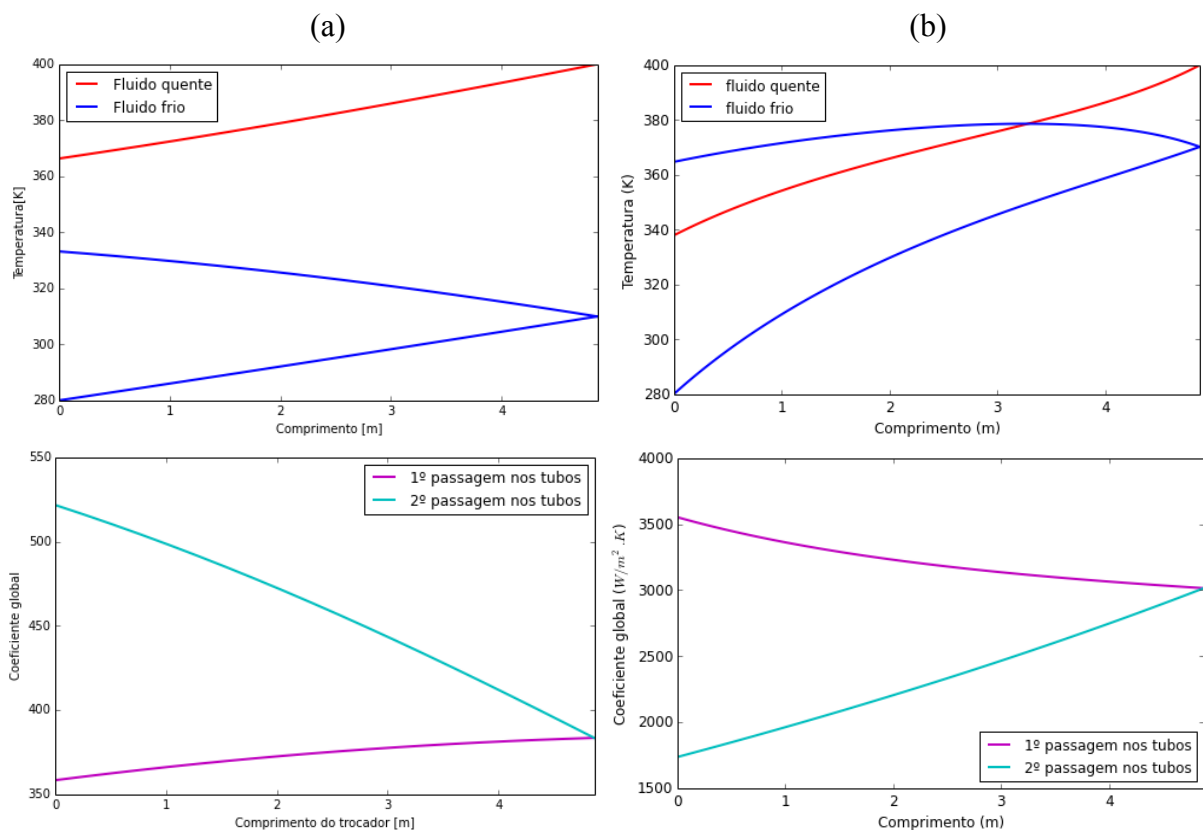 (a)
400
380
360
340
320
300
280
0
1
2
3
4
Temperatura[K]
Comprimento [m]
Fluido quente
Fluido frio
(b)
400
380
360
340
320
300
280
0
1
2
3
4
Temperatura (K)
Comprimento (m)
fluido quente
fluido frio
550
500
450
400
350
0
1
2
3
4
Coeficiente global
Comprimento do trocador [m]
1º passagem nos tubos
2º passagem nos tubos
4000
3500
3000
2500
2000
1500
0
1
2
3
4
Coeficiente global (W/m² .K)
Comprimento (m)
1º passagem nos tubos
2º passagem nos tubos